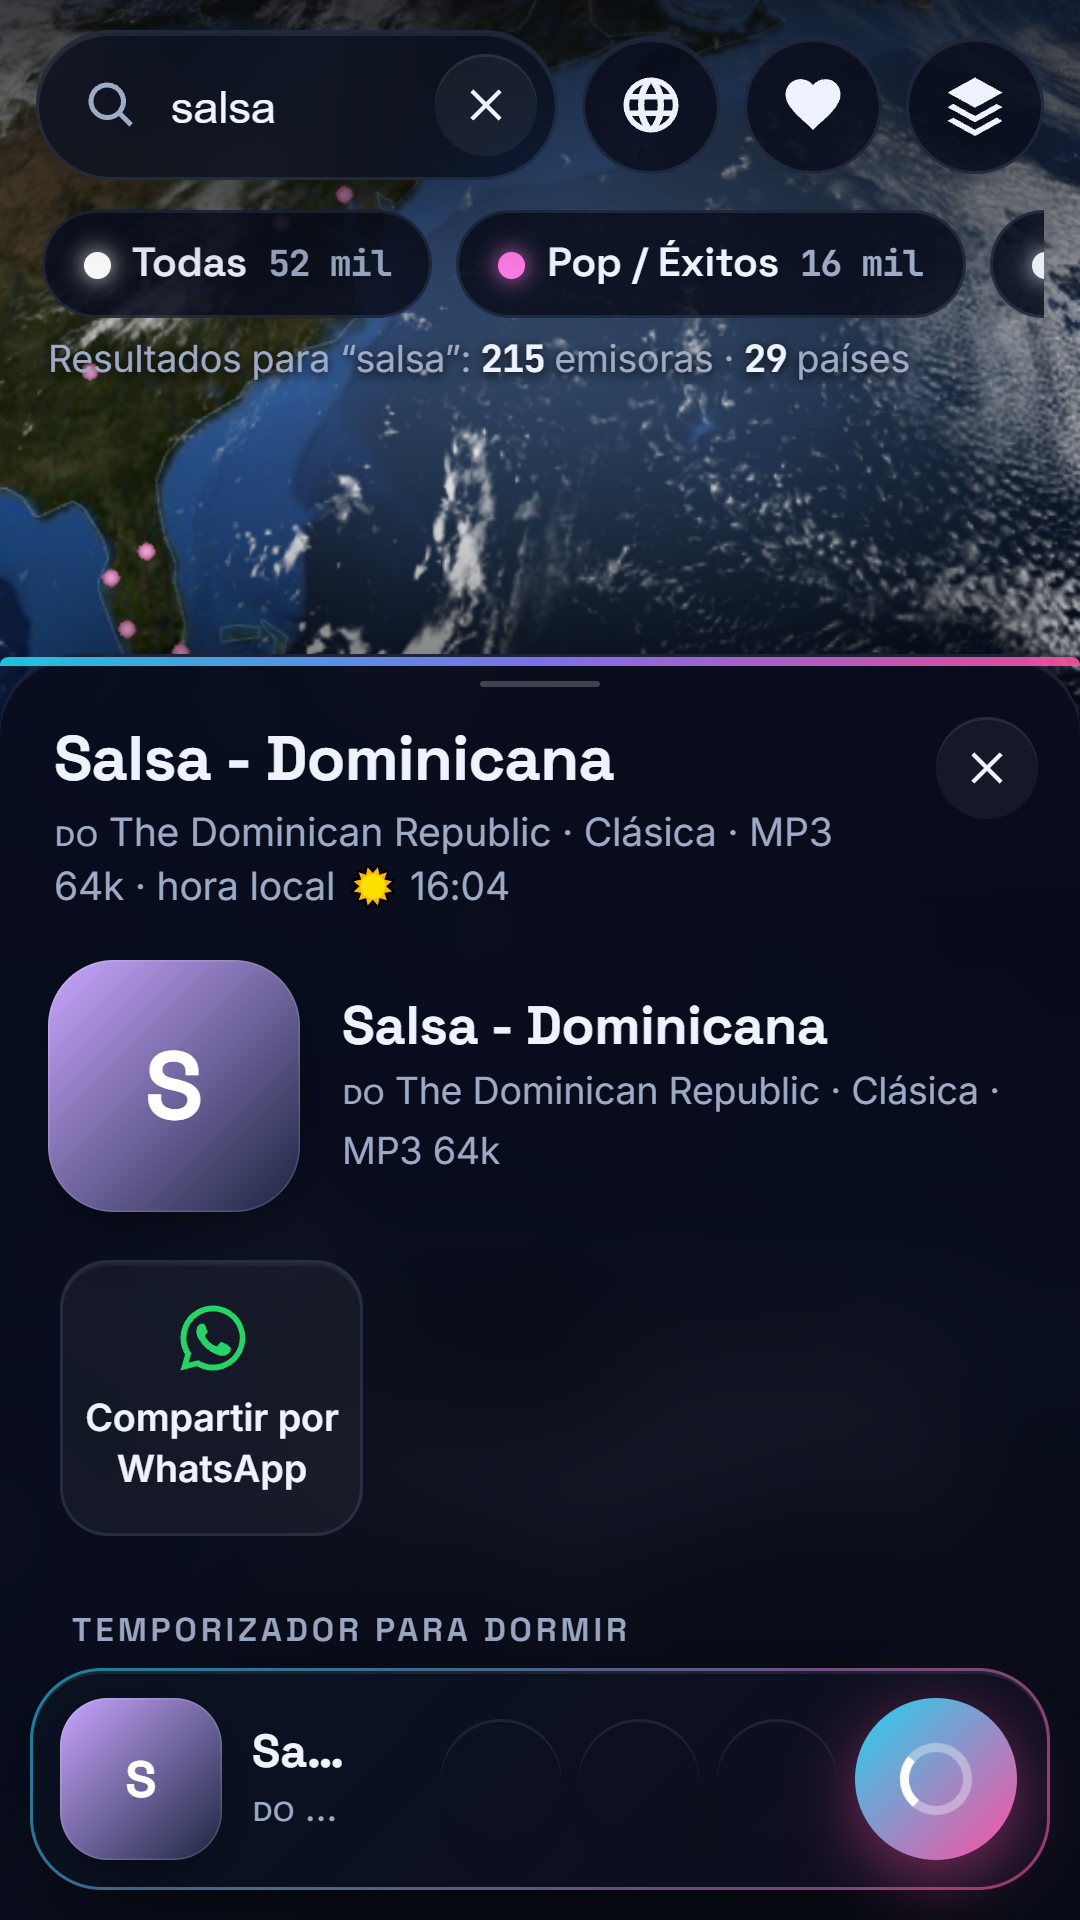 salsa
Todas 52 mil
Pop / Éxitos 16 mil
Resultados para “salsa”: 215 emisoras · 29 países
Salsa - Dominicana
DO The Dominican Republic · Clásica · MP3
64k · hora local 16:04
S
Salsa - Dominicana
DO The Dominican Republic · Clásica ·
MP3 64k
Compartir por
WhatsApp
TEMPORIZADOR PARA DORMIR
S
Sa...
DO ...